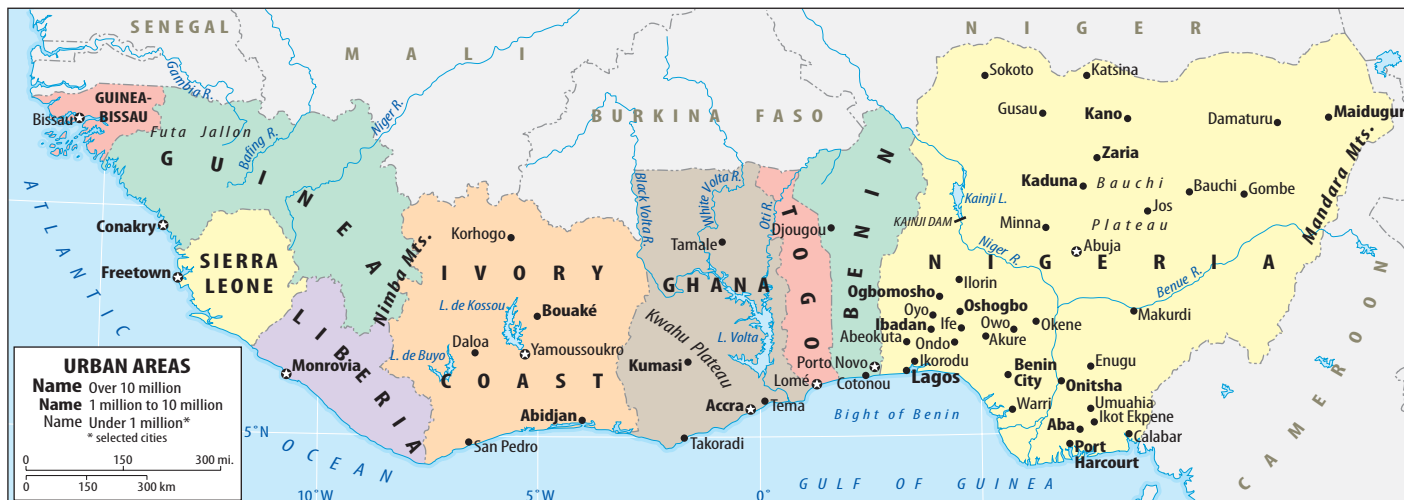 SENEGAL
MALI
NIGER
BURKINA FASO
CAMEROON
GUINEA-
BISSAU
Bissau
Gambia R.
Futa Jallon
Bafing R.
Niger R.
GUINEA
Conakry
Freetown
SIERRA
LEONE
LIBERIA
Monrovia
Nimba Mts.
Korhogo
IVORY
COAST
L. de Kossou
Bouaké
L. de Buyo
Daloa
Yamoussoukro
Abidjan
San Pedro
Black Volta R.
White Volta R.
Oti R.
Tamale
GHANA
Kwahu Plateau
L. Volta
Kumasi
Accra
Tema
Takoradi
TOGO
Lomé
BENIN
Djougou
Porto
Novo
Cotonou
Sokoto
Katsina
Gusau
Kano
Damaturu
Maidugur
Mandara Mts.
Zaria
Kaduna
Bauchi
Plateau
Bauchi
Gombe
Jos
Kainji L.
KAINJI DAM
Minna
Abuja
Niger R.
NIGERIA
Benue R.
Ilorin
Ogbomosho
Oshogbo
Oyo
Ibadan
Ife
Owo
Okene
Makurdi
Abeokuta
Ondo
Akure
Ikorodu
Lagos
Benin
City
Enugu
Onitsha
Warri
Umuahia
Ikot Ekpene
Aba
Calabar
Port
Harcourt
ATLANTIC
OCEAN
Bight of Benin
GULF OF GUINEA
5°N
10°W
5°W
0°
URBAN AREAS
Name Over 10 million
Name 1 million to 10 million
Name Under 1 million*
* selected cities
0 150 300 mi.
0 150 300 km